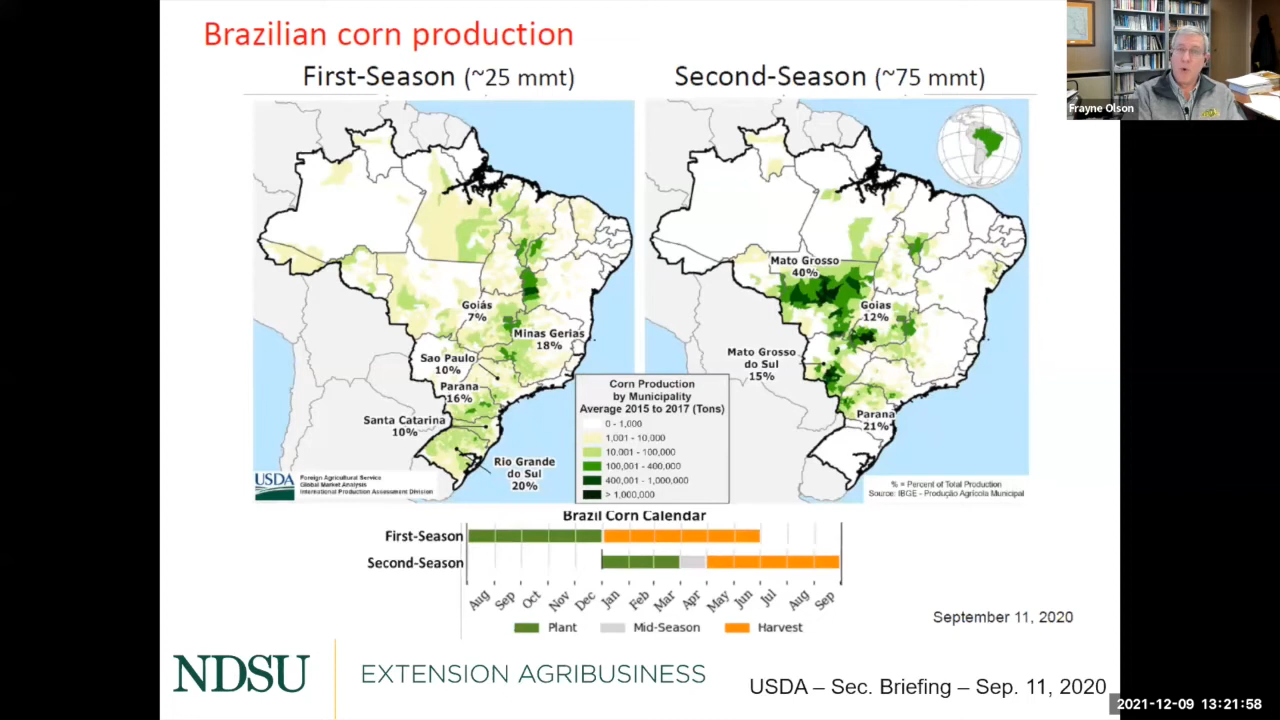 Brazilian corn production
First-Season (~25 mmt)
Second-Season (~75 mmt)
Frayne Olson
Goiás
7%
Minas Gerias
18%
Sao Paulo
10%
Parana
16%
Santa Catarina
10%
Rio Grande
do Sul
20%
Mato Grosso
40%
Goias
12%
Mato Grosso
do Sul
15%
Parana
21%
Corn Production
by Municipality
Average 2015 to 2017 (Tons)
0 - 1,000
1,001 - 10,000
10,001 - 100,000
100,001 - 400,000
400,001 - 1,000,000
> 1,000,000
USDA
Foreign Agricultural Service
Global Market Analysis
International Production Assessment Division
% = Percent of Total Production
Source: IBGE - Produção Agrícola Municipal
Brazil Corn Calendar
First-Season
Second-Season
Aug Sep Oct Nov Dec Jan Feb Mar Apr May Jun Jul Aug Sep
Plant Mid-Season Harvest
September 11, 2020
NDSU EXTENSION AGRIBUSINESS
USDA – Sec. Briefing – Sep. 11, 2020
2021-12-09 13:21:58